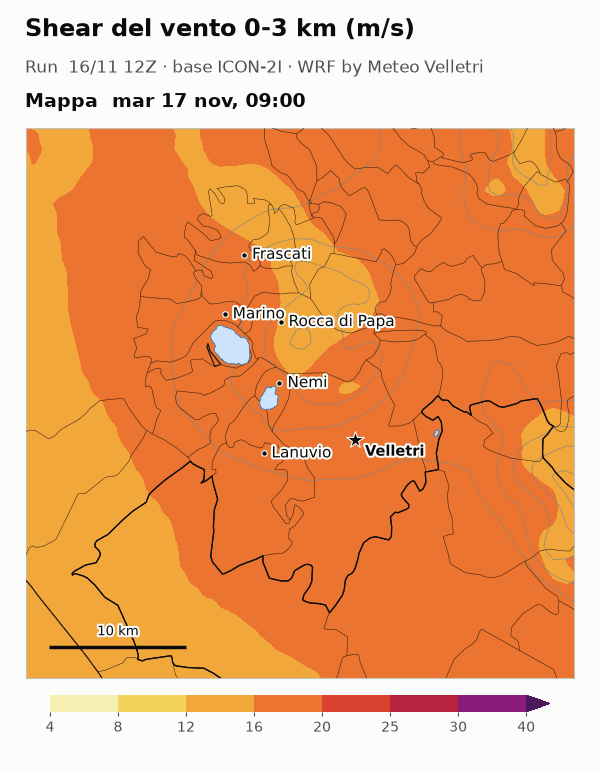 Shear del vento 0-3 km (m/s)
Run  16/11 12Z · base ICON-2I · WRF by Meteo Velletri
Mappa  mar 17 nov, 09:00
Frascati
Marino
Rocca di Papa
Nemi
Velletri
Lanuvio
10 km
4 8 12 16 20 25 30 40